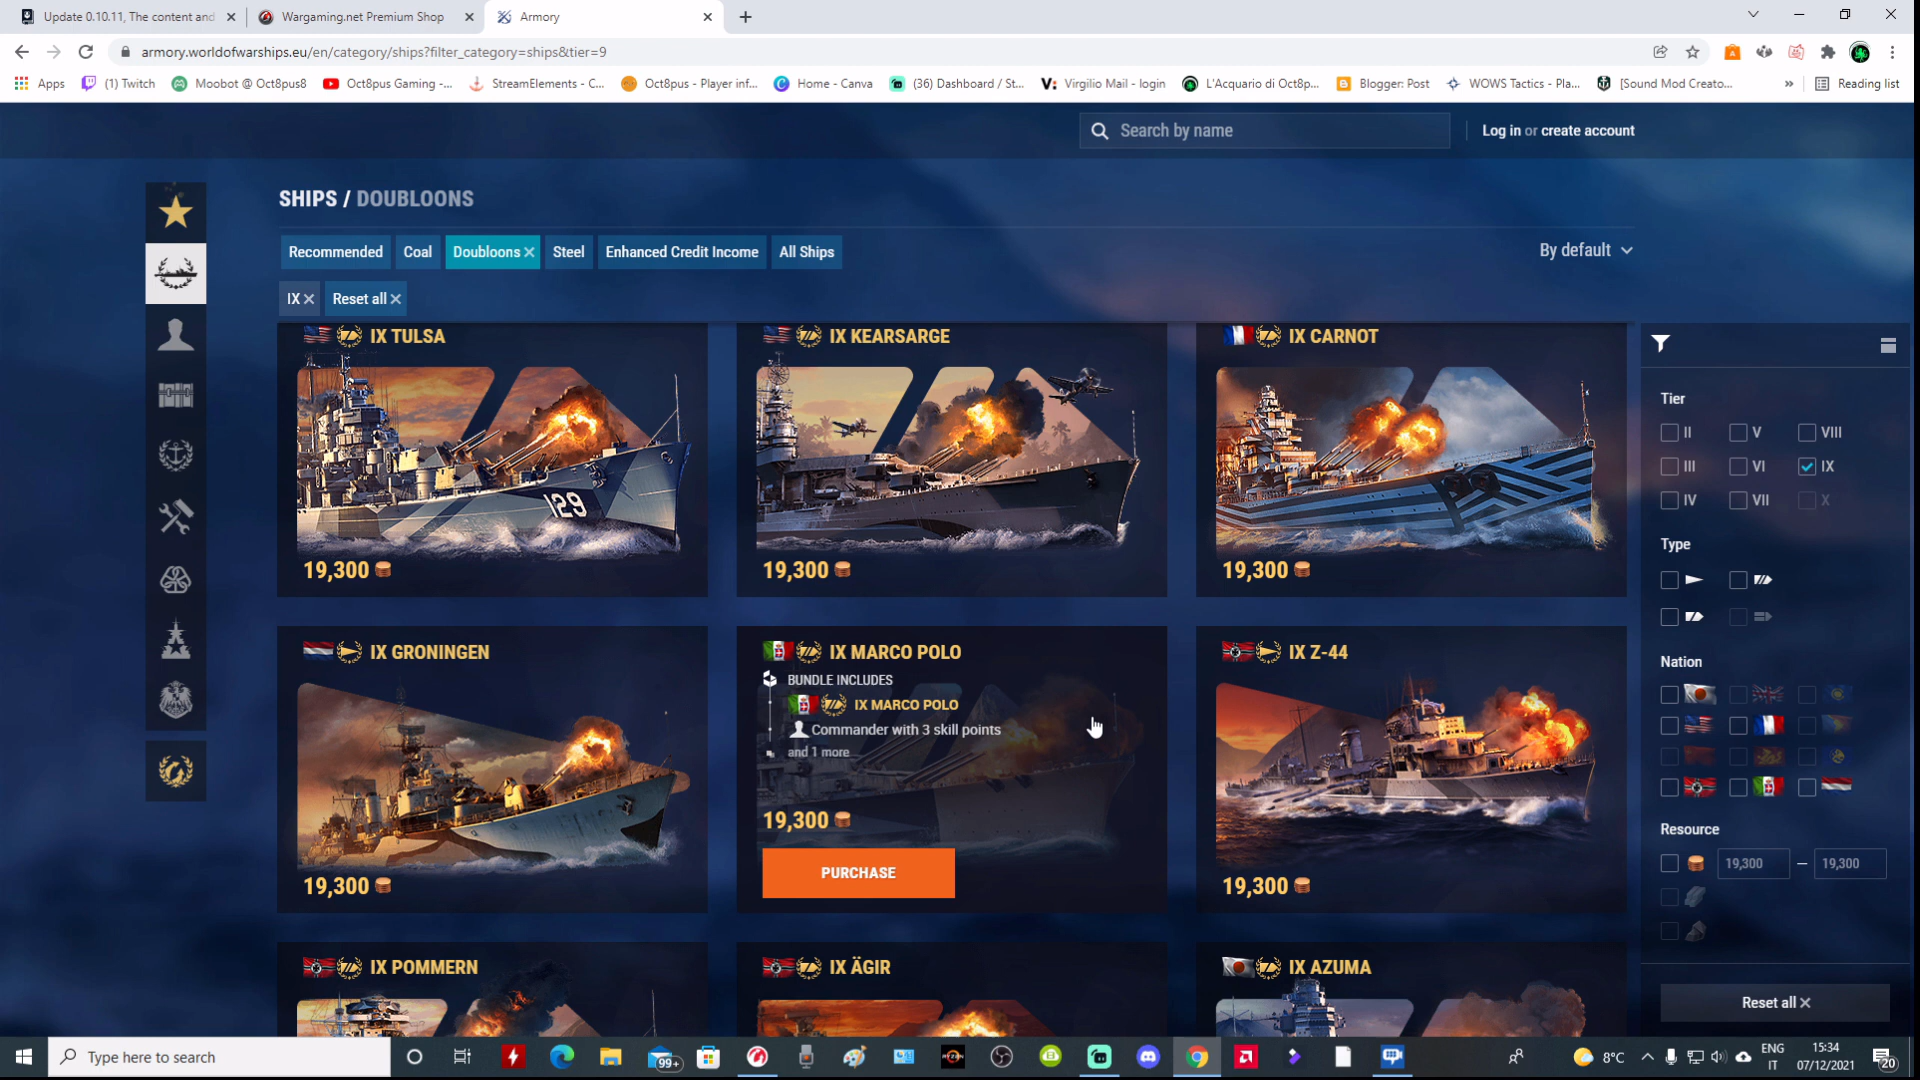 Update 0.10.11, The content and
Wargaming.net Premium Shop
Armory
armory.worldofwarships.eu/en/category/ships?filter_category=ships&tier=9
Apps
(1) Twitch
Moobot @ Oct8pus8
Oct8pus Gaming -...
StreamElements - C...
Oct8pus - Player inf...
Home - Canva
(36) Dashboard / St...
Virgilio Mail - login
L'Acquario di Oct8p...
Blogger: Post
WOWS Tactics - Pla...
[Sound Mod Creato...
»
Reading list
Search by name
Log in or create account
SHIPS / DOUBLOONS
Recommended
Coal
Doubloons
Steel
Enhanced Credit Income
All Ships
By default
IX
Reset all
IX TULSA
IX KEARSARGE
IX CARNOT
129
19,300
19,300
19,300
IX GRONINGEN
IX MARCO POLO
IX Z-44
BUNDLE INCLUDES
IX MARCO POLO
Commander with 3 skill points
and 1 more
19,300
PURCHASE
19,300
19,300
IX POMMERN
IX ÄGIR
IX AZUMA
Tier
II
V
VIII
III
VI
IX
IV
VII
X
Type
Nation
Resource
19,300 — 19,300
Reset all
Type here to search
99+
RYZEN
8°C
ENG
IT
15:34
07/12/2021
20